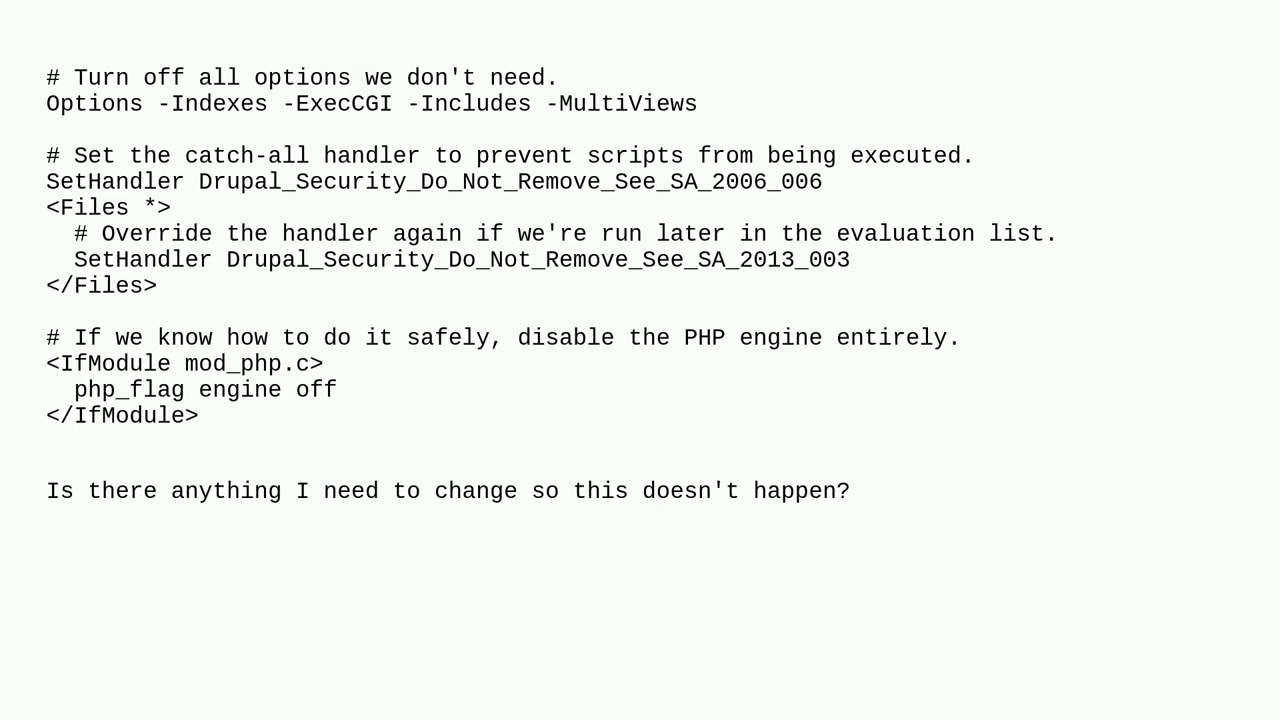 # Turn off all options we don't need.
Options -Indexes -ExecCGI -Includes -MultiViews
# Set the catch-all handler to prevent scripts from being executed.
SetHandler Drupal_Security_Do_Not_Remove_See_SA_2006_006
<Files *>
  # Override the handler again if we're run later in the evaluation list.
  SetHandler Drupal_Security_Do_Not_Remove_See_SA_2013_003
</Files>
# If we know how to do it safely, disable the PHP engine entirely.
<IfModule mod_php.c>
  php_flag engine off
</IfModule>
Is there anything I need to change so this doesn't happen?